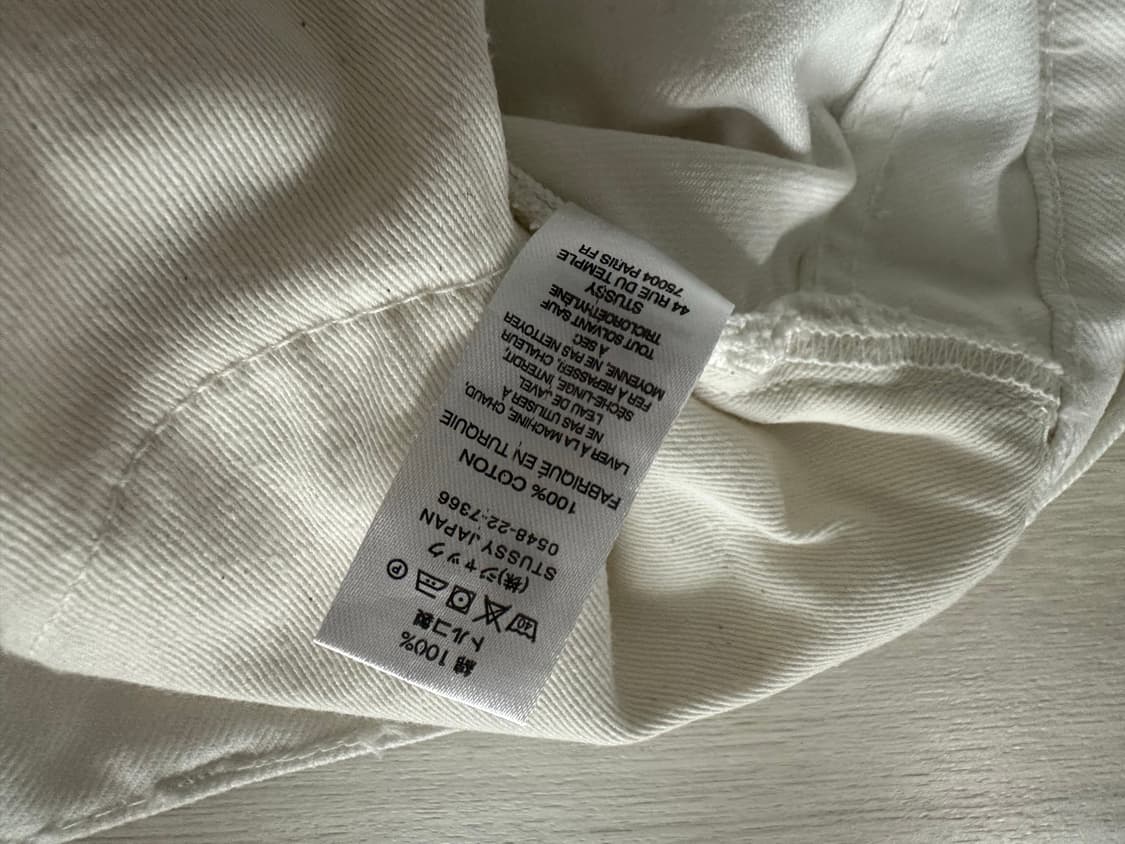 綿 100%
トルコ製
40 P
(株)ジャック
STUSSY JAPAN
0548-22-7366
100% COTON
FABRIQUÉ EN TURQUIE
LAVER À LA MACHINE, CHAUD,
NE PAS UTILISER À
L'EAU DE JAVEL
SÈCHE-LINGE, INTERDIT,
FER À REPASSER, CHALEUR
MOYENNE, NE PAS NETTOYER
À SEC
TOUT SOLVANT SAUF
TRICLOROÉTHYLÈNE
STUSSY
44 RUE DU TEMPLE
75004 PARIS FR